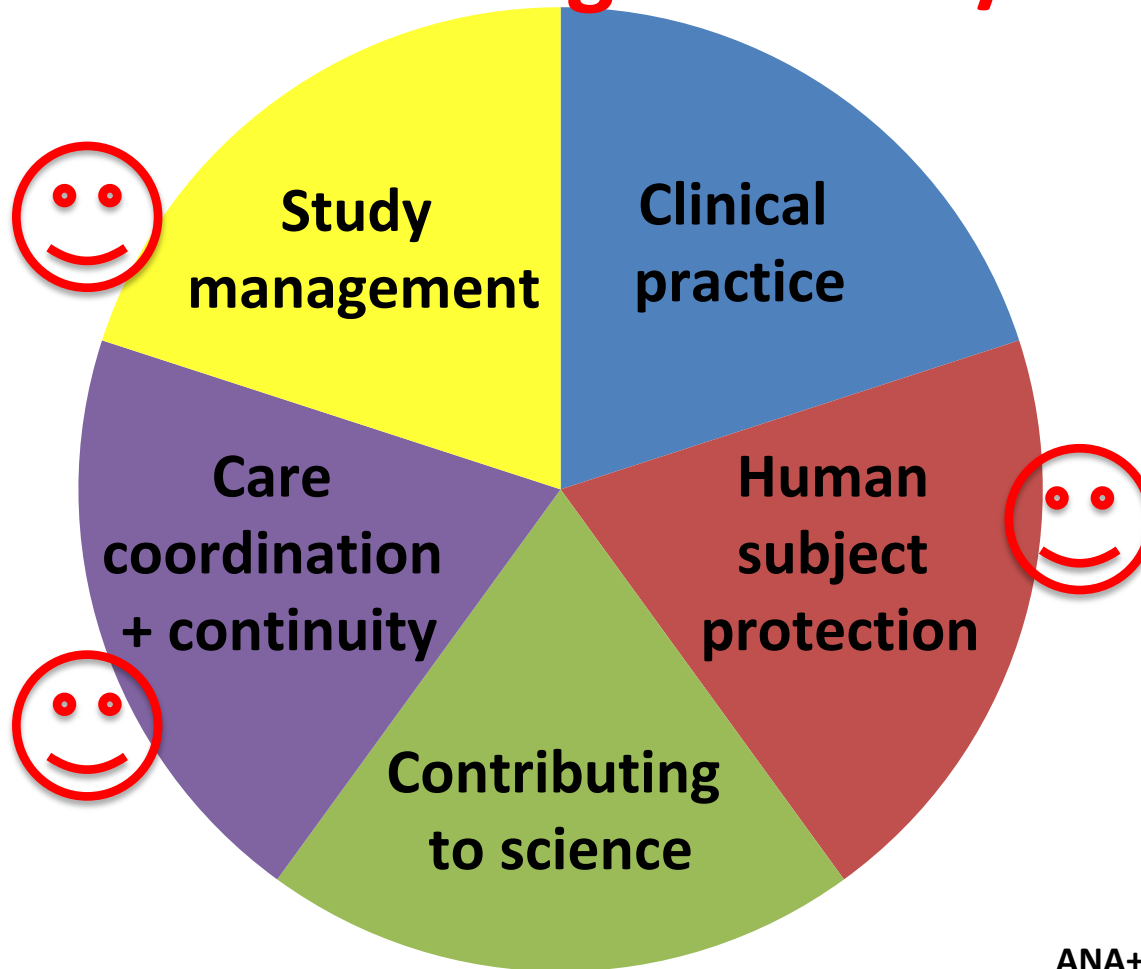 Study
management
Clinical
practice
Care
coordination
+ continuity
Human
subject
protection
Contributing
to science
ANA+